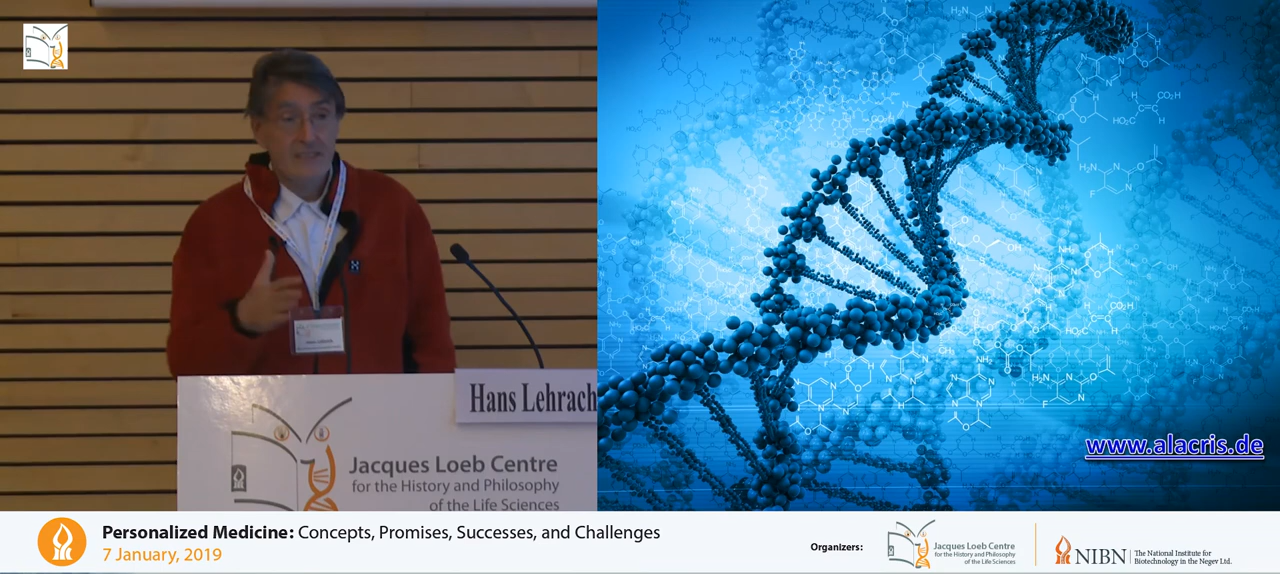 Hans Lehrach
Jacques Loeb Centre
for the History and Philosophy
of the Life Sciences
www.alacris.de
Personalized Medicine: Concepts, Promises, Successes, and Challenges
7 January, 2019
Organizers:
Jacques Loeb Centre
for the History and Philosophy
of the Life Sciences
NIBN
The National Institute for
Biotechnology in the Negev Ltd.